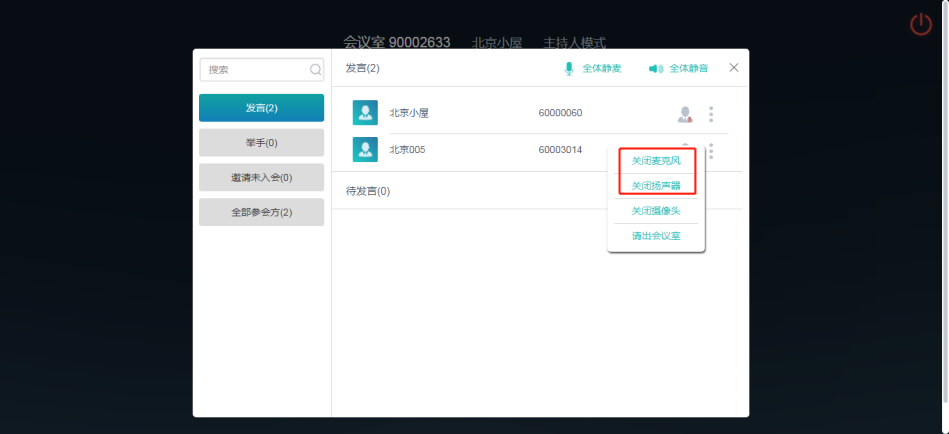 会议室 90002633 北京小屋 主持人模式
搜索
发言(2)
举手(0)
邀请未入会(0)
全部参会方(2)
发言(2) 全体静麦 全体静音
北京小屋 60000060
北京005 60003014
待发言(0)
关闭麦克风
关闭扬声器
关闭摄像头
请出会议室